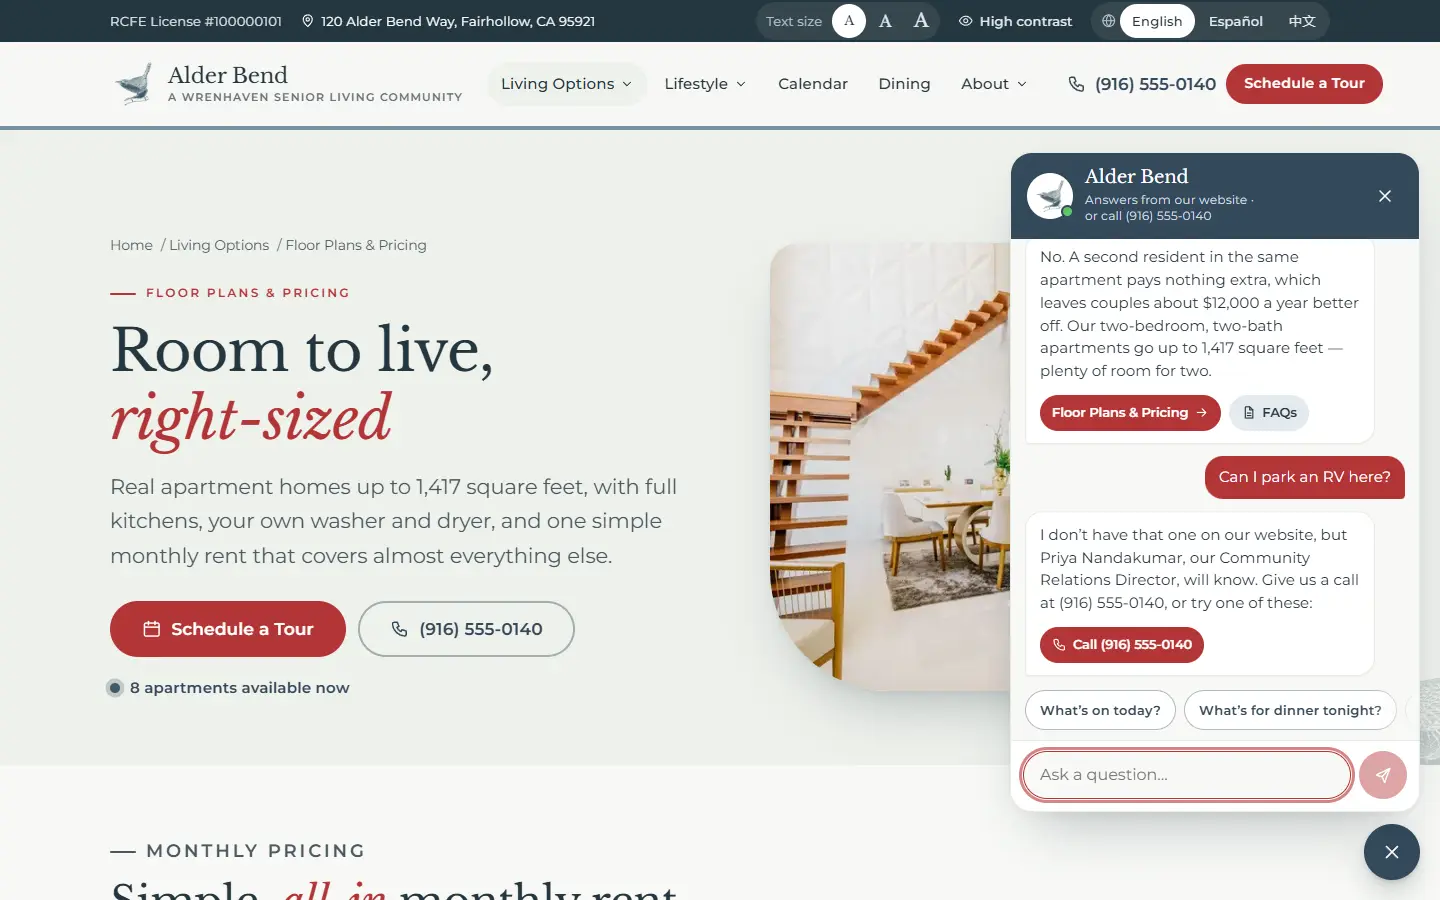 RCFE License #100000101
120 Alder Bend Way, Fairhollow, CA 95921
Text size
A
A
A
High contrast
English
Español
中文
Alder Bend
A WRENHAVEN SENIOR LIVING COMMUNITY
Living Options
Lifestyle
Calendar
Dining
About
(916) 555-0140
Schedule a Tour
Home / Living Options / Floor Plans & Pricing
FLOOR PLANS & PRICING
Room to live,
right-sized
Real apartment homes up to 1,417 square feet, with full
kitchens, your own washer and dryer, and one simple
monthly rent that covers almost everything else.
Schedule a Tour
(916) 555-0140
8 apartments available now
MONTHLY PRICING
Simple, all-in monthly rent
Alder Bend
Answers from our website ·
or call (916) 555-0140
No. A second resident in the same
apartment pays nothing extra, which
leaves couples about $12,000 a year better
off. Our two-bedroom, two-bath
apartments go up to 1,417 square feet —
plenty of room for two.
Floor Plans & Pricing →
FAQs
Can I park an RV here?
I don’t have that one on our website, but
Priya Nandakumar, our Community
Relations Director, will know. Give us a call
at (916) 555-0140, or try one of these:
Call (916) 555-0140
What’s on today?
What’s for dinner tonight?
Ask a question...